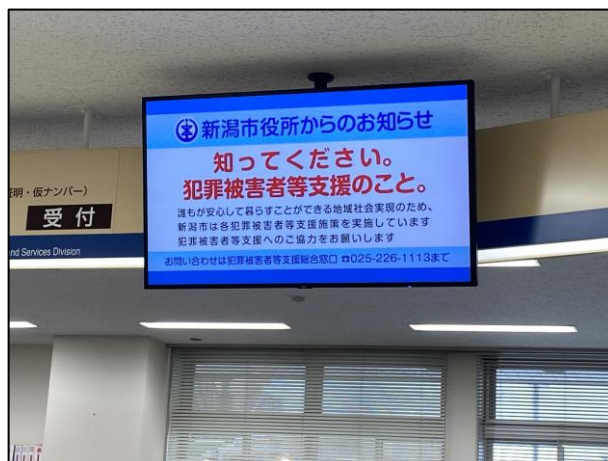 新潟市役所からのお知らせ
知ってください。
犯罪被害者等支援のこと。
誰もが安心して暮らすことができる地域社会実現のため、
新潟市は各犯罪被害者等支援施策を実施しています
犯罪被害者等支援へのご協力をお願いします
お問い合わせは犯罪被害者等支援総合窓口 ☎025-226-1113まで
明・仮ナンバー)
受付
nd Services Division